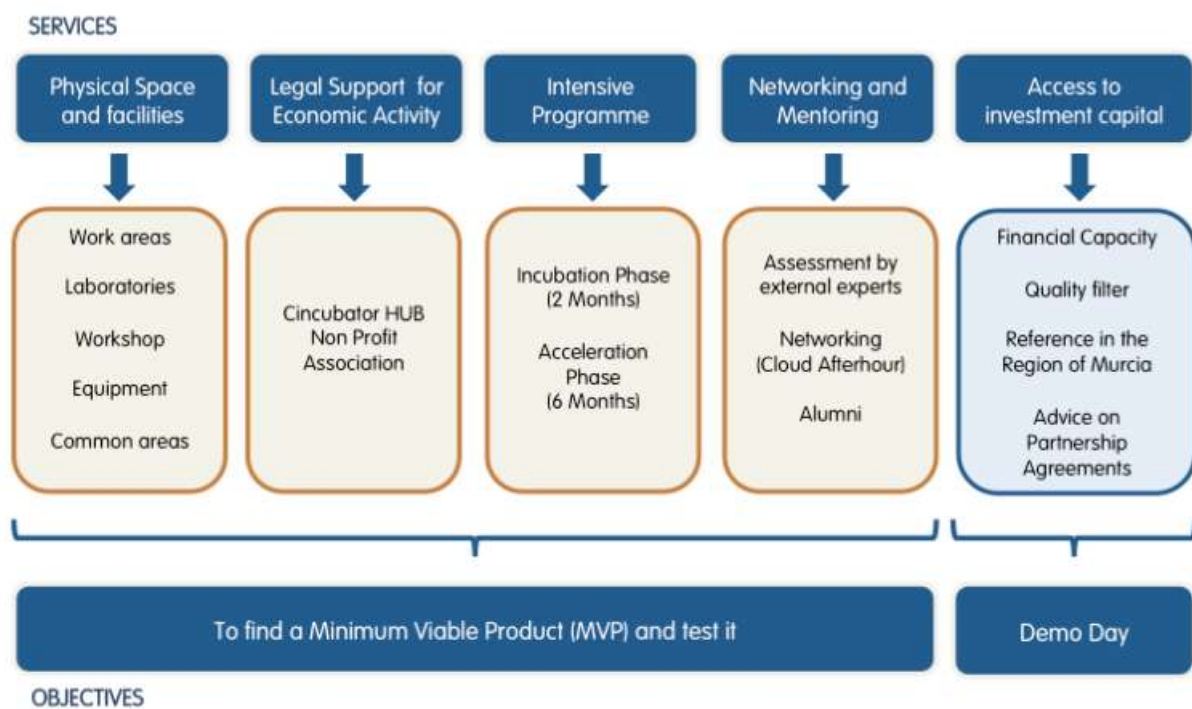 SERVICES
Physical Space
and facilities
Legal Support for
Economic Activity
Intensive
Programme
Networking and
Mentoring
Access to
investment capital
Work areas
Laboratories
Workshop
Equipment
Common areas
Cincubator HUB
Non Profit
Association
Incubation Phase
(2 Months)
Acceleration
Phase
(6 Months)
Assessment by
external experts
Networking
(Cloud Afterhour)
Alumni
Financial Capacity
Quality filter
Reference in the
Region of Murcia
Advice on
Partnership
Agreements
To find a Minimum Viable Product (MVP) and test it
Demo Day
OBJECTIVES